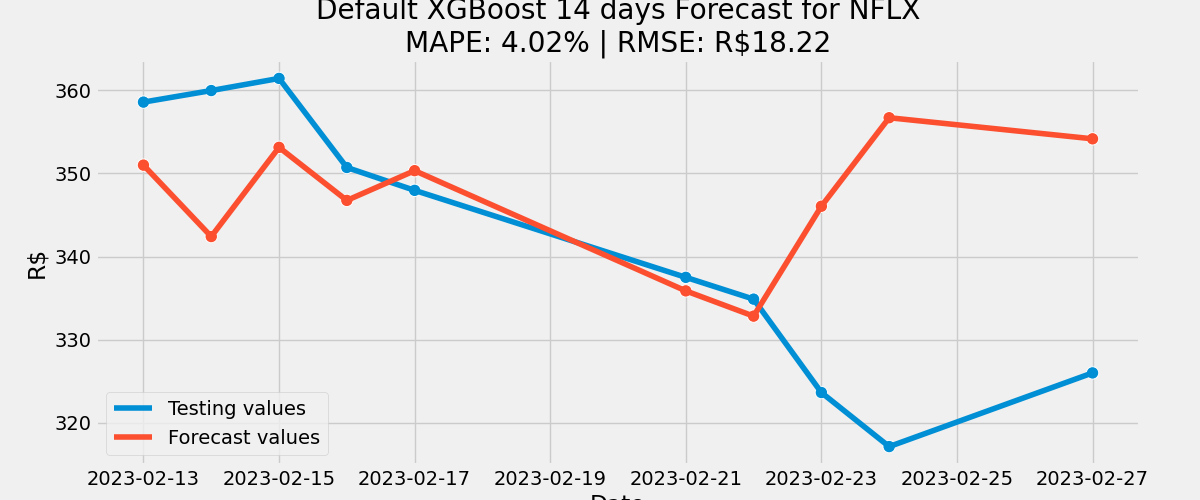 Default XGBoost 14 days Forecast for NFLX
MAPE: 4.02% | RMSE: R$18.22
R$
360
350
340
330
320
Testing values
Forecast values
2023-02-13 2023-02-15 2023-02-17 2023-02-19 2023-02-21 2023-02-23 2023-02-25 2023-02-27
Date